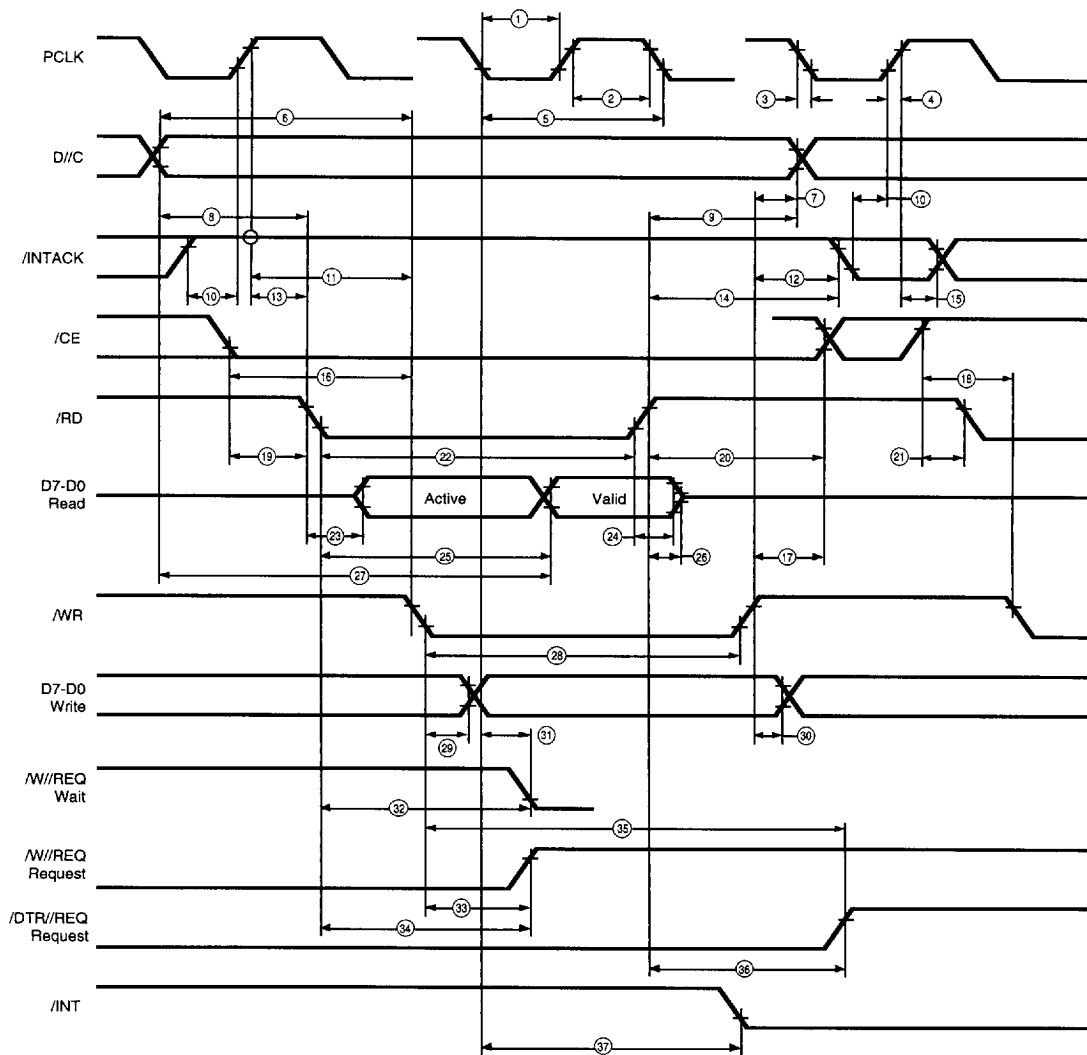 1
PCLK
2
3
4
5
6
D//C
7
8
9
10
/INTACK
11
12
10
13
14
15
/CE
16
18
/RD
19
22
20
21
D7-D0
Read
Active
Valid
23
24
25
26
17
27
/WR
28
D7-D0
Write
29
31
30
/W//REQ
Wait
32
35
/W//REQ
Request
33
34
/DTR//REQ
Request
36
/INT
37